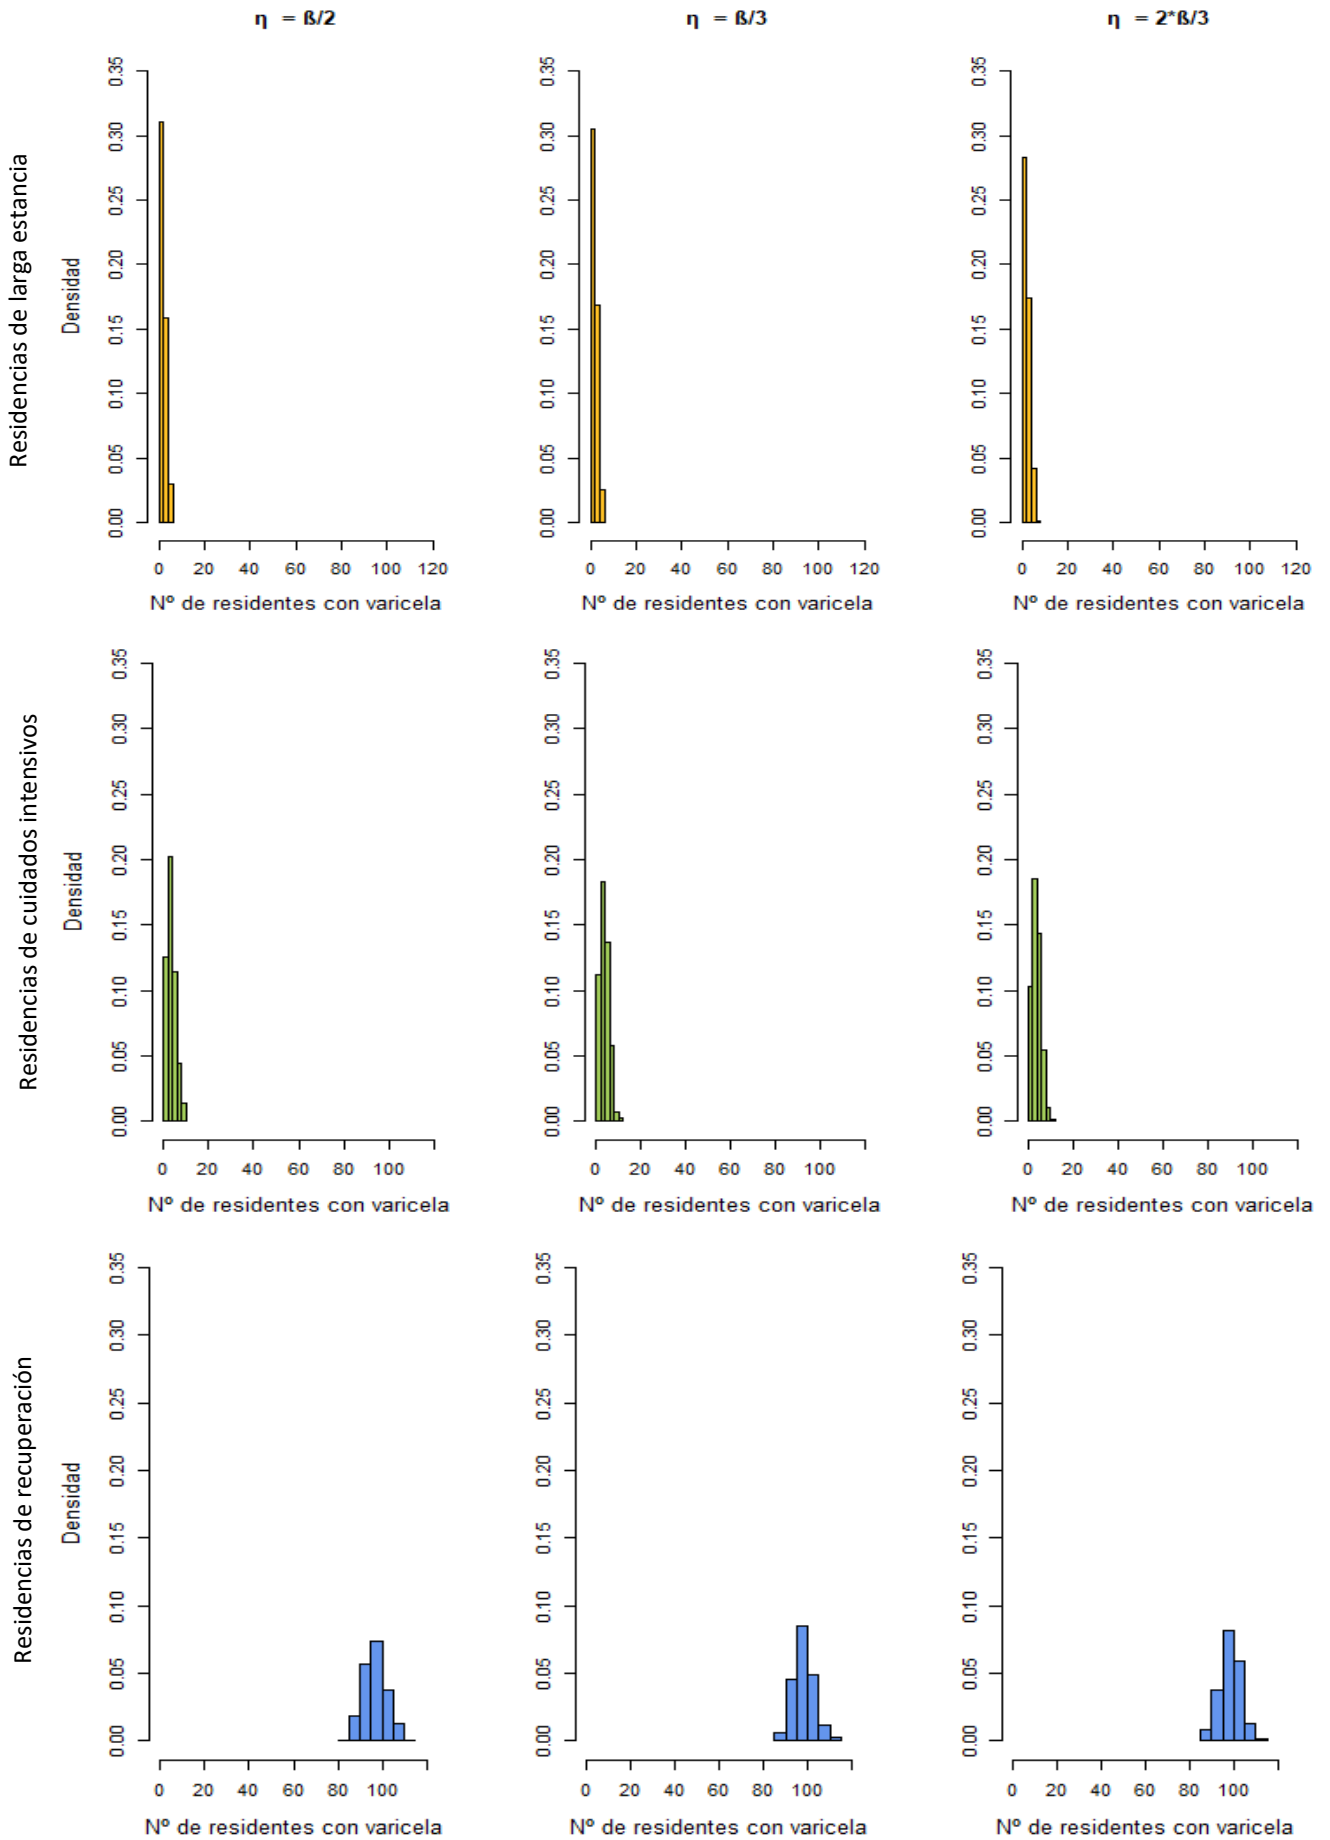 η = ß/2
η = ß/3
η = 2*ß/3
Residencias de larga estancia
Densidad
0.00 0.05 0.10 0.15 0.20 0.25 0.30 0.35
0.00 0.05 0.10 0.15 0.20 0.25 0.30 0.35
0.00 0.05 0.10 0.15 0.20 0.25 0.30 0.35
0 20 40 60 80 100 120
0 20 40 60 80 100 120
0 20 40 60 80 100 120
Nº de residentes con varicela
Nº de residentes con varicela
Nº de residentes con varicela
Residencias de cuidados intensivos
Densidad
0.00 0.05 0.10 0.15 0.20 0.25 0.30 0.35
0.00 0.05 0.10 0.15 0.20 0.25 0.30 0.35
0.00 0.05 0.10 0.15 0.20 0.25 0.30 0.35
0 20 40 60 80 100
0 20 40 60 80 100
0 20 40 60 80 100
Nº de residentes con varicela
Nº de residentes con varicela
Nº de residentes con varicela
Residencias de recuperación
Densidad
0.00 0.05 0.10 0.15 0.20 0.25 0.30 0.35
0.00 0.05 0.10 0.15 0.20 0.25 0.30 0.35
0.00 0.05 0.10 0.15 0.20 0.25 0.30 0.35
0 20 40 60 80 100
0 20 40 60 80 100
0 20 40 60 80 100
Nº de residentes con varicela
Nº de residentes con varicela
Nº de residentes con varicela